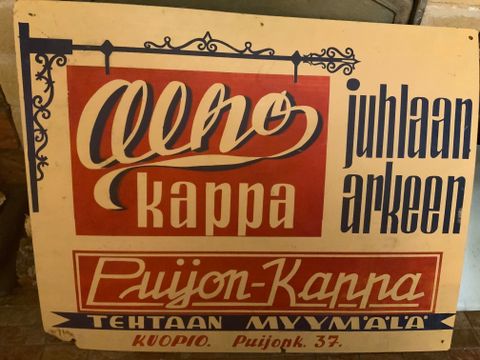 Alho
kappa
juhlaan
arkeen
Puijon-Kappa
TEHTAAN MYYMÄLÄ
KUOPIO. Puijonk. 37.